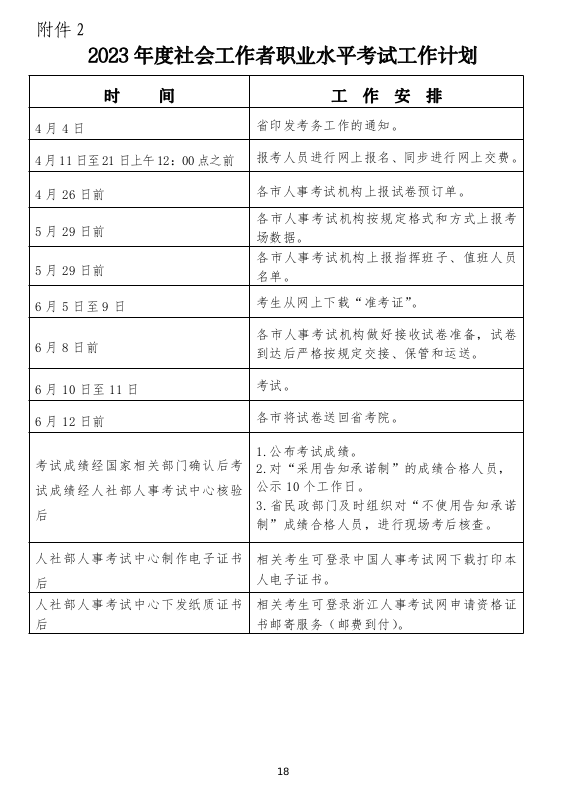 附件 2
2023 年度社会工作者职业水平考试工作计划
时 间
工 作 安 排
4 月 4 日
省印发考务工作的通知。
4 月 11 日至 21 日上午 12：00 点之前
报考人员进行网上报名、同步进行网上交费。
4 月 26 日前
各市人事考试机构上报试卷预订单。
5 月 29 日前
各市人事考试机构按规定格式和方式上报考
场数据。
5 月 29 日前
各市人事考试机构上报指挥班子、值班人员
名单。
6 月 5 日至 9 日
考生从网上下载“准考证”。
6 月 8 日前
各市人事考试机构做好接收试卷准备，试卷
到达后严格按规定交接、保管和运送。
6 月 10 日至 11 日
考试。
6 月 12 日前
各市将试卷送回省考院。
考试成绩经国家相关部门确认后考
试成绩经人社部人事考试中心核验
后
1.公布考试成绩。
2.对“采用告知承诺制”的成绩合格人员，
公示 10 个工作日。
3.省民政部门及时组织对“不使用告知承诺
制”成绩合格人员，进行现场考后核查。
人社部人事考试中心制作电子证书
后
相关考生可登录中国人事考试网下载打印本
人电子证书。
人社部人事考试中心下发纸质证书
后
相关考生可登录浙江人事考试网申请资格证
书邮寄服务（邮费到付）。
18